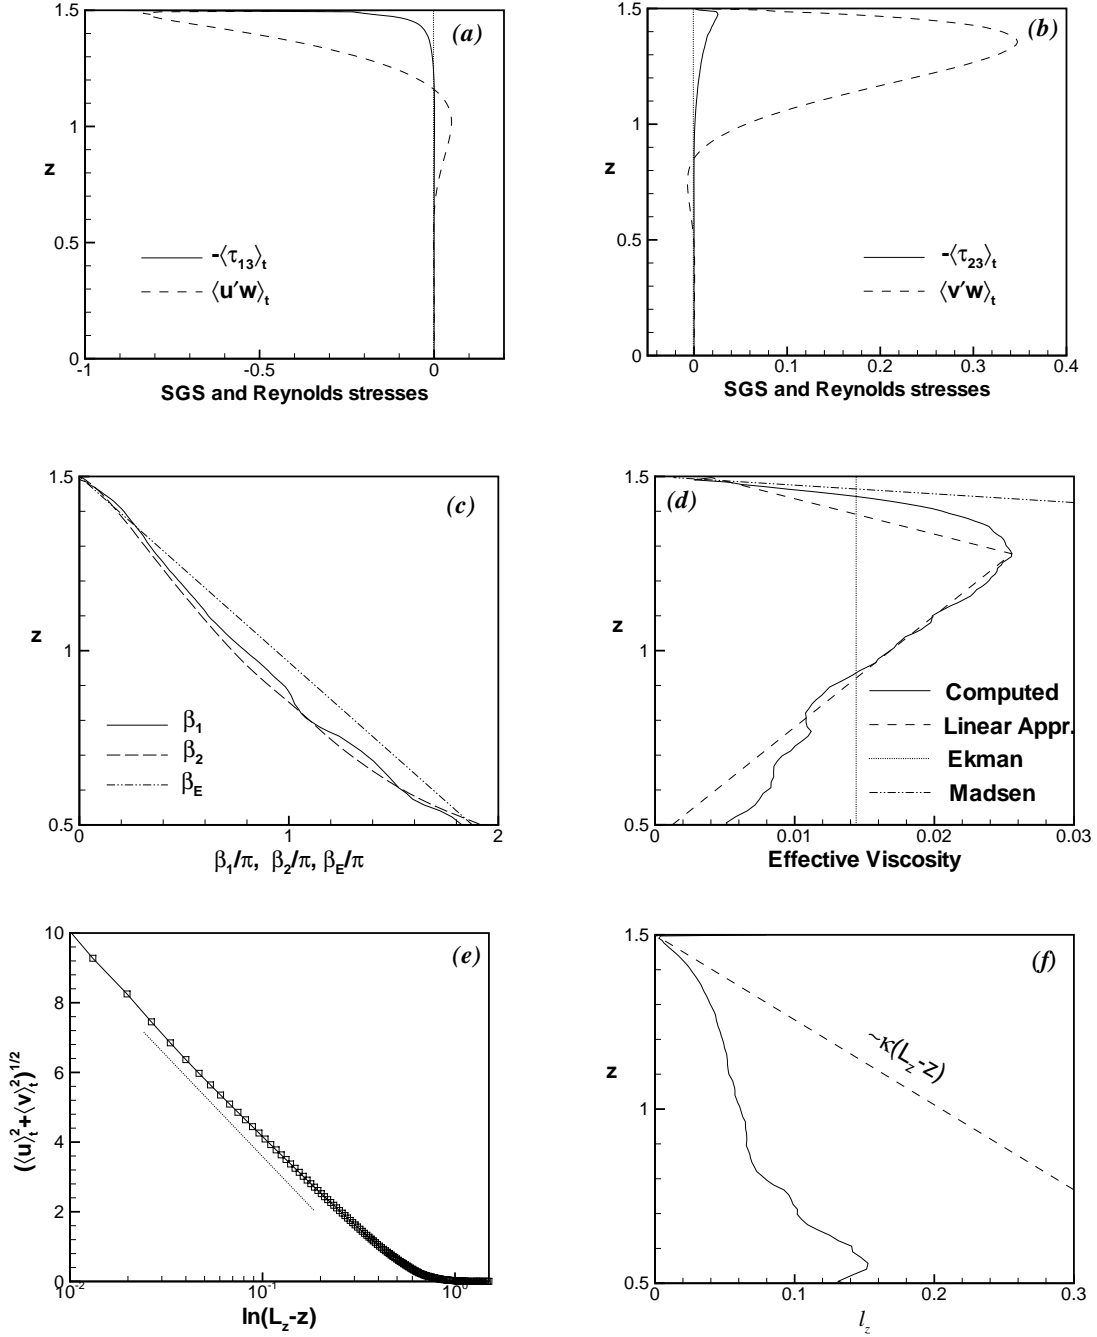 (a)
1.5
1
z
0.5
0
-⟨τ13⟩t
⟨u′w⟩t
-1 -0.5 0
SGS and Reynolds stresses
(b)
1.5
1
z
0.5
0
-⟨τ23⟩t
⟨v′w⟩t
0 0.1 0.2 0.3 0.4
SGS and Reynolds stresses
(c)
1.5
z
1
β1
β2
βE
0.5
0 1 2
β1/π, β2/π, βE/π
(d)
1.5
z
1
Computed
Linear Appr.
Ekman
Madsen
0.5
0 0.01 0.02 0.03
Effective Viscosity
(e)
10
8
6
4
2
0
(⟨u⟩t²+⟨v⟩t²)1/2
10-2 10-1 100
ln(Lz-z)
(f)
1.5
z
1
0.5
~κ(Lz-z)
0 0.1 0.2 0.3
lz